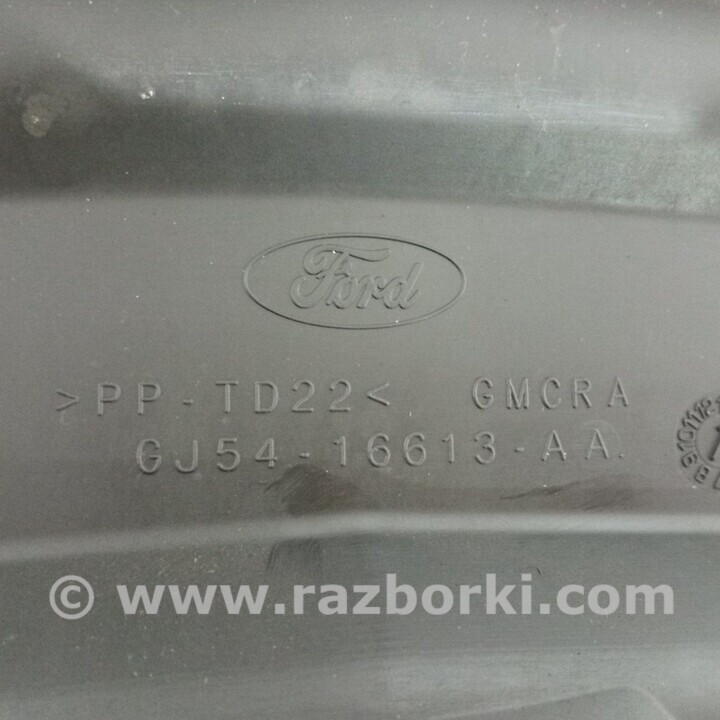 Ford
>PP-TD22< GMCRA
GJ54-16613-AA.
© www.razborki.com